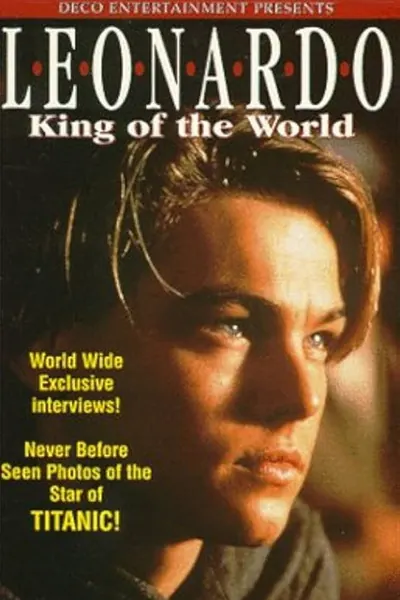 DECO ENTERTAINMENT PRESENTS
L•E•O•N•A•R•D•O
King of the World
World Wide
Exclusive
interviews!
Never Before
Seen Photos of the
Star of
TITANIC!